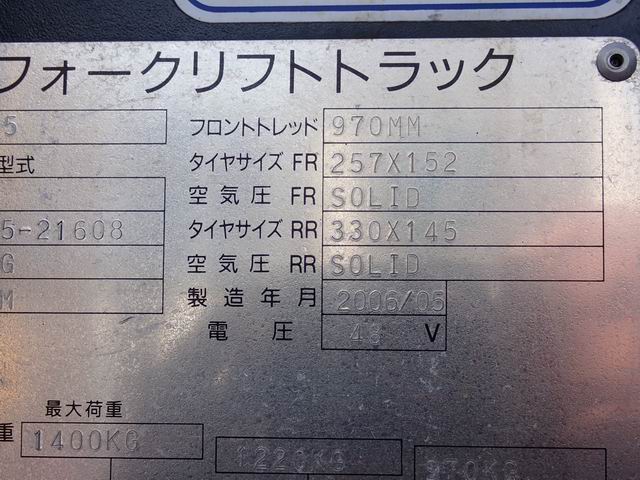 フォークリフトトラック
5 フロントトレッド 970MM
型式 タイヤサイズ FR 257X152
空気圧 FR SOLID
5-21608 タイヤサイズ RR 330X145
G 空気圧 RR SOLID
M 製造年月 2006/05
電圧 48 V
最大荷重
重 1400KG 1220KG 970KG